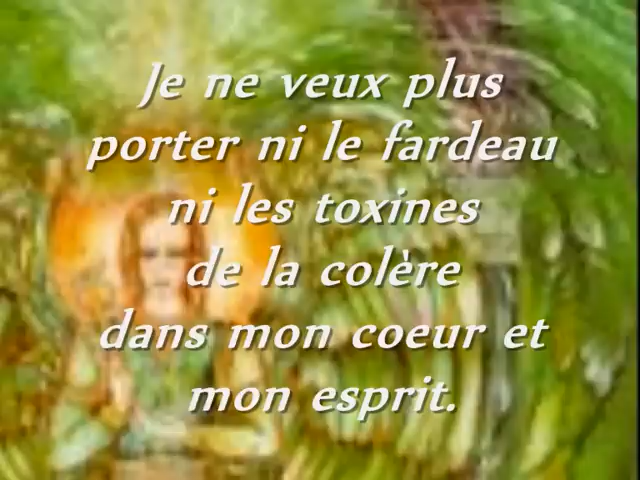 Je ne veux plus
porter ni le fardeau
ni les toxines
de la colère
dans mon coeur et
mon esprit.